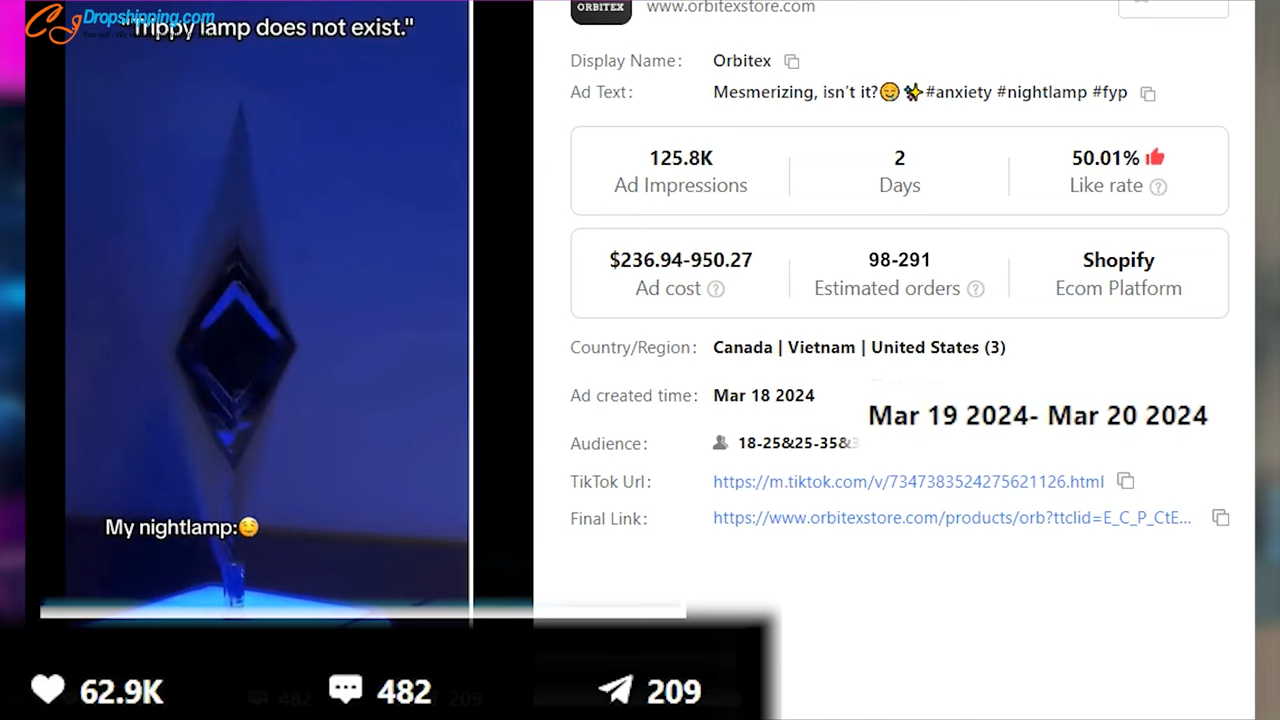 CJ Dropshipping.com
"Trippy lamp does not exist."
My nightlamp:😊
ORBITEX
www.orbitexstore.com
Display Name: Orbitex
Ad Text: Mesmerizing, isn't it?😊✨#anxiety #nightlamp #fyp
125.8K 2 50.01%
Ad Impressions Days Like rate
$236.94-950.27 98-291 Shopify
Ad cost Estimated orders Ecom Platform
Country/Region: Canada | Vietnam | United States (3)
Ad created time: Mar 18 2024
Mar 19 2024- Mar 20 2024
Audience: 18-25&25-35&3
TikTok Url: https://m.tiktok.com/v/7347383524275621126.html
Final Link: https://www.orbitexstore.com/products/orb?ttclid=E_C_P_CtE...
62.9K 482 209